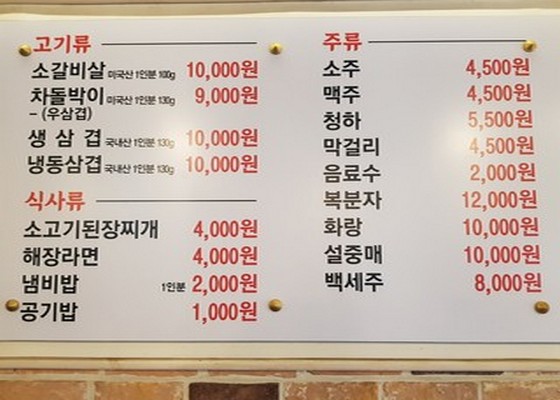 고기류
소갈비살 미국산 1인분 100g 10,000원
차돌박이 미국산 1인분 130g 9,000원
- (우삼겹)
생 삼 겹 국내산 1인분 130g 10,000원
냉동삼겹 국내산 1인분 130g 10,000원
식사류
소고기된장찌개 4,000원
해장라면 4,000원
냄비밥 1인분 2,000원
공기밥 1,000원
주류
소주 4,500원
맥주 4,500원
청하 5,500원
막걸리 4,500원
음료수 2,000원
복분자 12,000원
화랑 10,000원
설중매 10,000원
백세주 8,000원